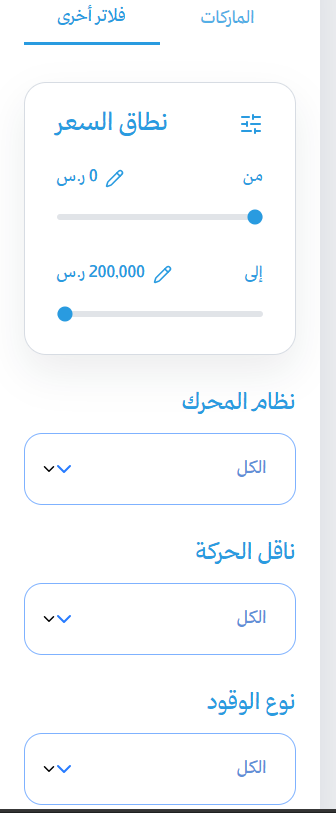 الماركات
فلاتر أخرى
نطاق السعر
من
0 ر.س
إلى
200,000 ر.س
نظام المحرك
الكل
ناقل الحركة
الكل
نوع الوقود
الكل